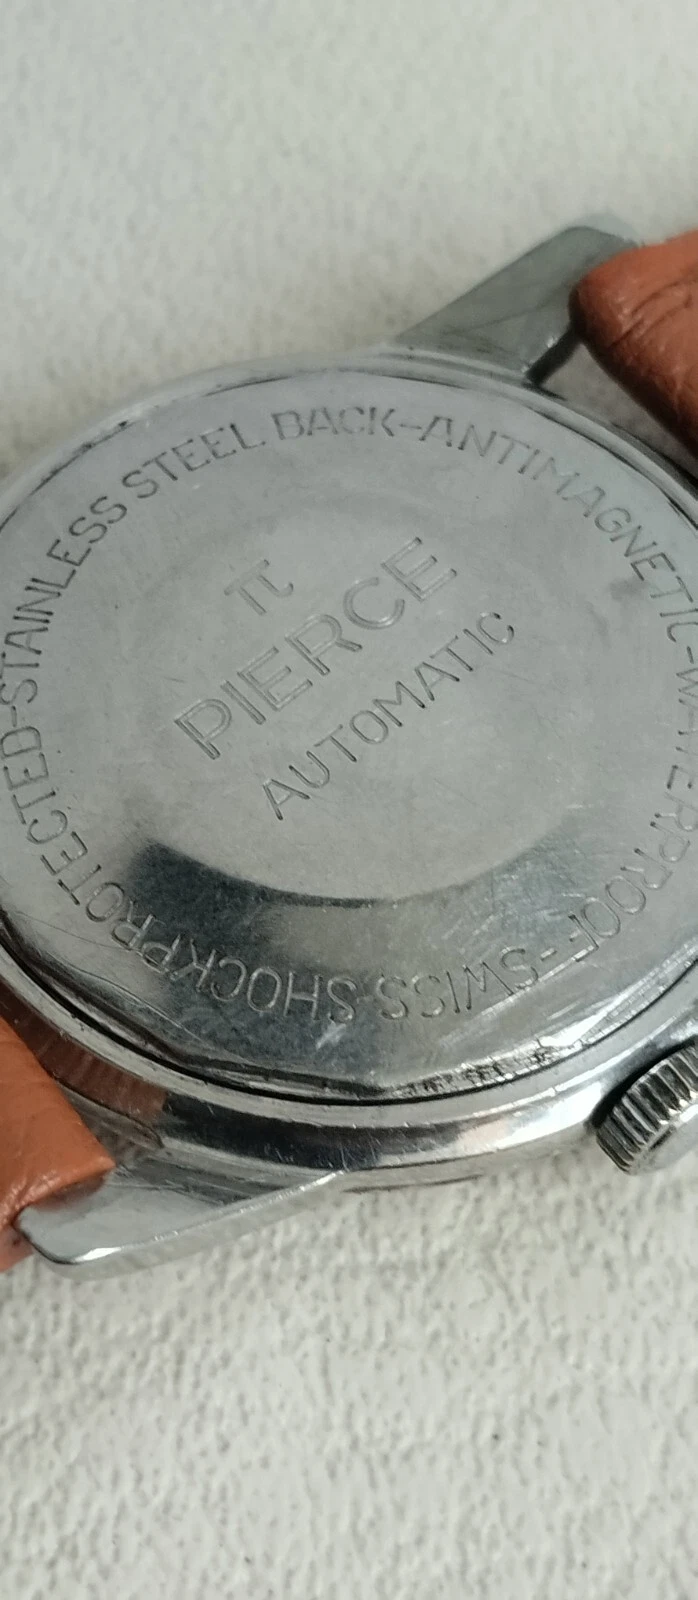 π
PIERCE
AUTOMATIC
STAINLESS STEEL BACK-ANTIMAGNETIC-WATERPROOF-SWISS SHOCKPROTECTED-